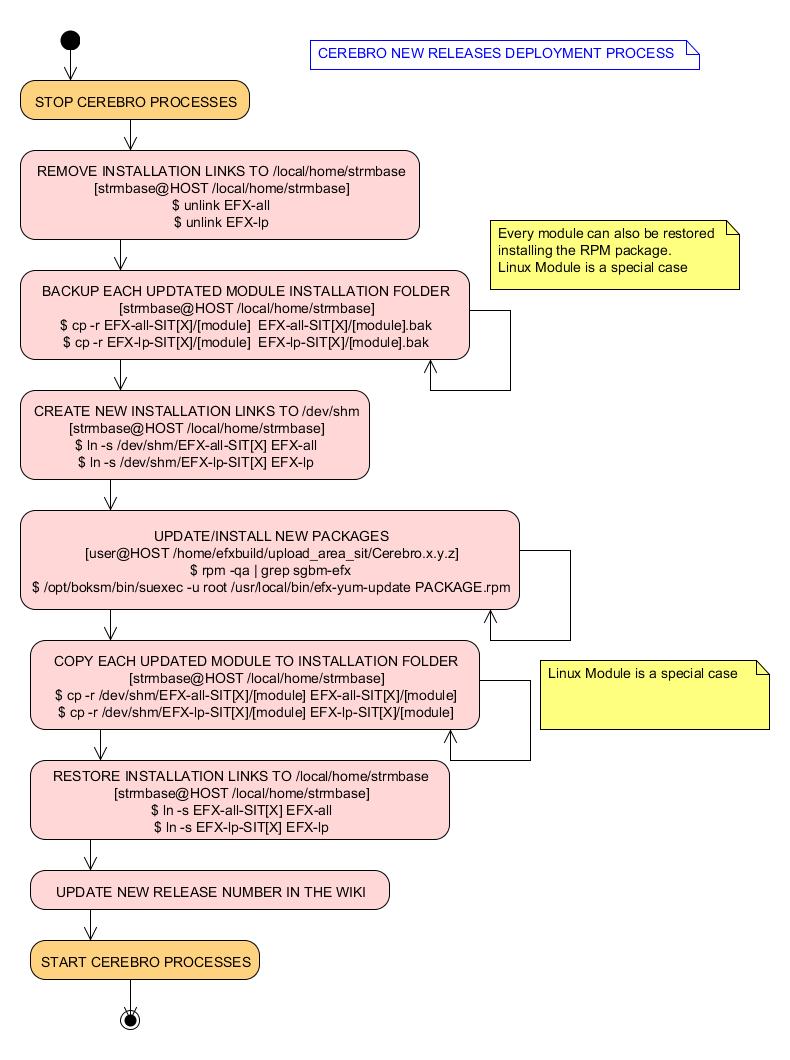 CEREBRO NEW RELEASES DEPLOYMENT PROCESS
STOP CEREBRO PROCESSES
REMOVE INSTALLATION LINKS TO /local/home/strmbase
[strmbase@HOST /local/home/strmbase]
$ unlink EFX-all
$ unlink EFX-lp
Every module can also be restored
installing the RPM package.
Linux Module is a special case
BACKUP EACH UPDTATED MODULE INSTALLATION FOLDER
[strmbase@HOST /local/home/strmbase]
$ cp -r EFX-all-SIT[X]/[module]  EFX-all-SIT[X]/[module].bak
$ cp -r EFX-lp-SIT[X]/[module]  EFX-lp-SIT[X]/[module].bak
CREATE NEW INSTALLATION LINKS TO /dev/shm
[strmbase@HOST /local/home/strmbase]
$ ln -s /dev/shm/EFX-all-SIT[X] EFX-all
$ ln -s /dev/shm/EFX-lp-SIT[X] EFX-lp
UPDATE/INSTALL NEW PACKAGES
[user@HOST /home/efxbuild/upload_area_sit/Cerebro.x.y.z]
$ rpm -qa | grep sgbm-efx
$ /opt/boksm/bin/suexec -u root /usr/local/bin/efx-yum-update PACKAGE.rpm
COPY EACH UPDATED MODULE TO INSTALLATION FOLDER
[strmbase@HOST /local/home/strmbase]
$ cp -r /dev/shm/EFX-all-SIT[X]/[module] EFX-all-SIT[X]/[module]
$ cp -r /dev/shm/EFX-lp-SIT[X]/[module] EFX-lp-SIT[X]/[module]
Linux Module is a special case
RESTORE INSTALLATION LINKS TO /local/home/strmbase
[strmbase@HOST /local/home/strmbase]
$ ln -s EFX-all-SIT[X] EFX-all
$ ln -s EFX-lp-SIT[X] EFX-lp
UPDATE NEW RELEASE NUMBER IN THE WIKI
START CEREBRO PROCESSES